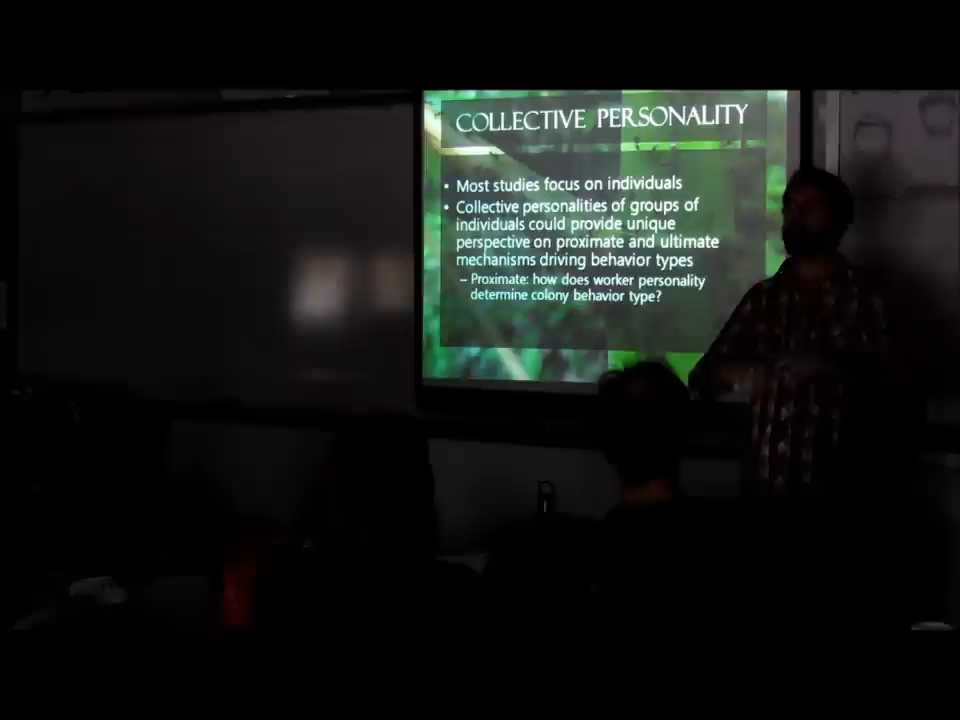 COLLECTIVE PERSONALITY
• Most studies focus on individuals
• Collective personalities of groups of
individuals could provide unique
perspective on proximate and ultimate
mechanisms driving behavior types
– Proximate: how does worker personality
determine colony behavior type?